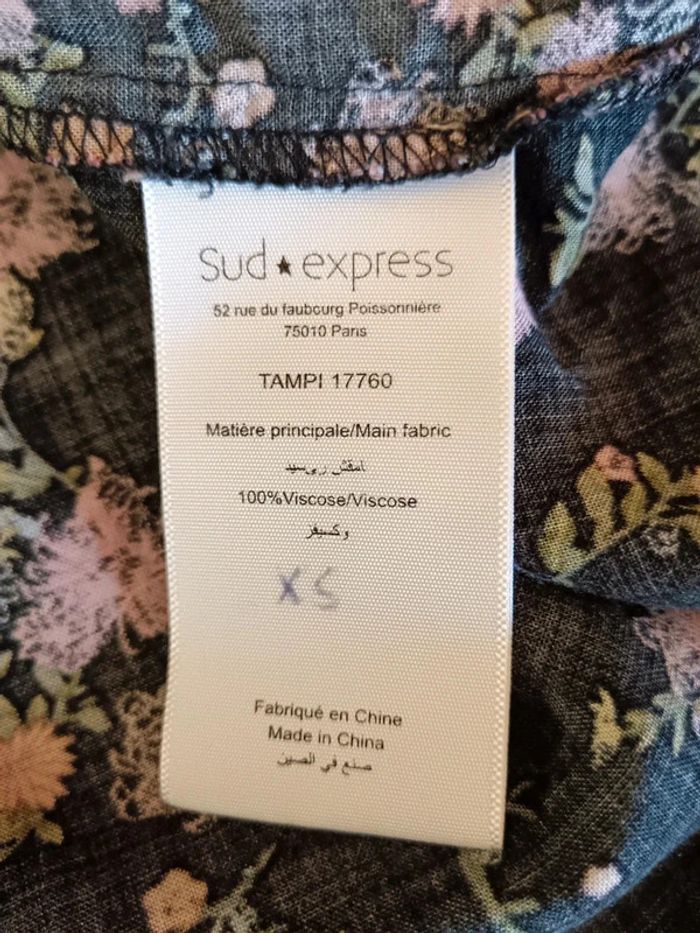 Sud★express
52 rue du faubourg Poissonnière
75010 Paris
TAMPI 17760
Matière principale/Main fabric
100%Viscose/Viscose
XS
Fabriqué en Chine
Made in China
صنع في الصين